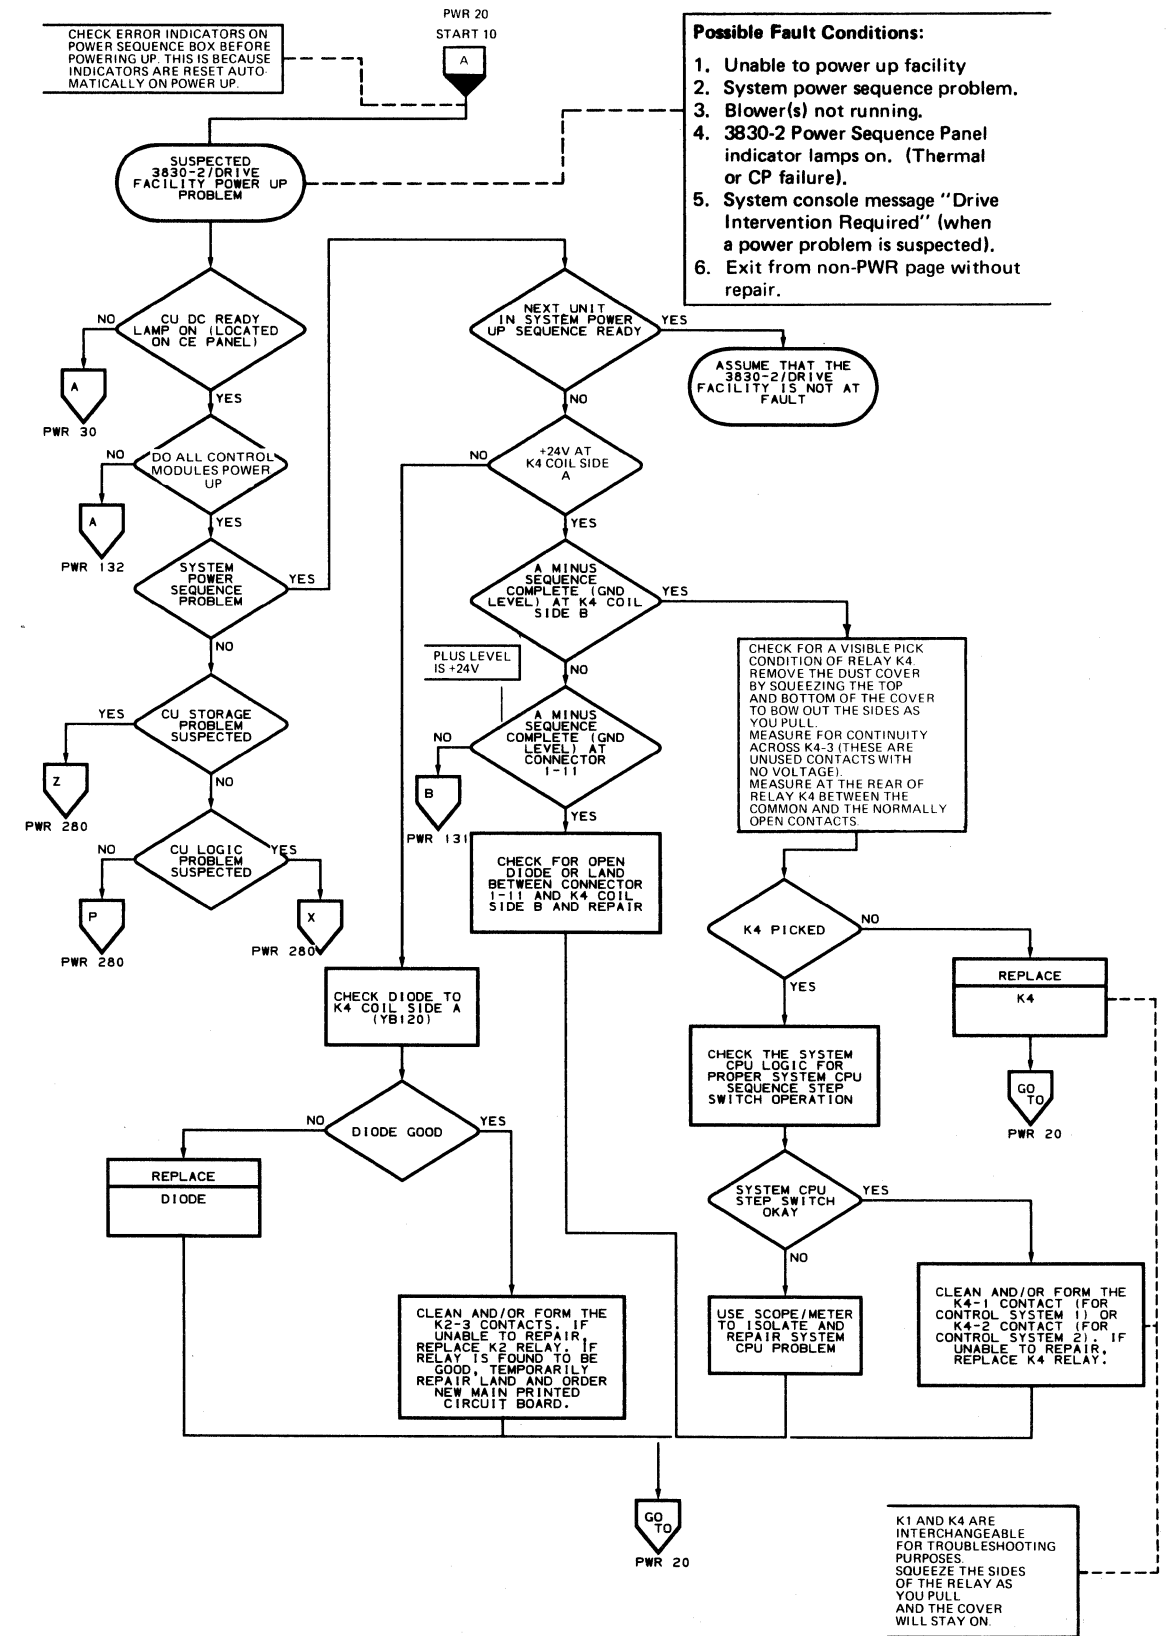 PWR 20
START 10
A
CHECK ERROR INDICATORS ON
POWER SEQUENCE BOX BEFORE
POWERING UP. THIS IS BECAUSE
INDICATORS ARE RESET AUTO-
MATICALLY ON POWER UP.
Possible Fault Conditions:
1. Unable to power up facility
2. System power sequence problem.
3. Blower(s) not running.
4. 3830-2 Power Sequence Panel
indicator lamps on. (Thermal
or CP failure).
5. System console message "Drive
Intervention Required" (when
a power problem is suspected).
6. Exit from non-PWR page without
repair.
SUSPECTED
3830-2/DRIVE
FACILITY POWER UP
PROBLEM
CU DC READY
LAMP ON (LOCATED
ON CE PANEL)
NO
A
PWR 30
YES
DO ALL CONTROL
MODULES POWER
UP
NO
A
PWR 132
YES
SYSTEM
POWER
SEQUENCE
PROBLEM
YES
NO
CU STORAGE
PROBLEM
SUSPECTED
YES
Z
PWR 280
NO
CU LOGIC
PROBLEM
SUSPECTED
NO
P
PWR 280
YES
X
PWR 280
NEXT UNIT
IN SYSTEM POWER
UP SEQUENCE READY
YES
ASSUME THAT THE
3830-2/DRIVE
FACILITY IS NOT AT
FAULT
NO
+24V AT
K4 COIL SIDE
A
NO
YES
A MINUS
SEQUENCE
COMPLETE (GND
LEVEL) AT K4 COIL
SIDE B
YES
NO
PLUS LEVEL
IS +24V
A MINUS
SEQUENCE
COMPLETE (GND
LEVEL) AT
CONNECTOR
1-11
NO
B
PWR 131
YES
CHECK FOR OPEN
DIODE OR LAND
BETWEEN CONNECTOR
1-11 AND K4 COIL
SIDE B AND REPAIR
CHECK FOR A VISIBLE PICK
CONDITION OF RELAY K4.
REMOVE THE DUST COVER
BY SQUEEZING THE TOP
AND BOTTOM OF THE COVER
TO BOW OUT THE SIDES AS
YOU PULL.
MEASURE FOR CONTINUITY
ACROSS K4-3 (THESE ARE
UNUSED CONTACTS WITH
NO VOLTAGE).
MEASURE AT THE REAR OF
RELAY K4 BETWEEN THE
COMMON AND THE NORMALLY
OPEN CONTACTS.
K4 PICKED
NO
REPLACE
K4
GO
TO
PWR 20
YES
CHECK THE SYSTEM
CPU LOGIC FOR
PROPER SYSTEM CPU
SEQUENCE STEP
SWITCH OPERATION
SYSTEM CPU
STEP SWITCH
OKAY
YES
NO
USE SCOPE/METER
TO ISOLATE AND
REPAIR SYSTEM
CPU PROBLEM
CLEAN AND/OR FORM THE
K4-1 CONTACT (FOR
CONTROL SYSTEM 1) OR
K4-2 CONTACT (FOR
CONTROL SYSTEM 2). IF
UNABLE TO REPAIR,
REPLACE K4 RELAY.
CHECK DIODE TO
K4 COIL SIDE A
(YB120)
DIODE GOOD
NO
REPLACE
DIODE
YES
CLEAN AND/OR FORM THE
K2-3 CONTACTS. IF
UNABLE TO REPAIR,
REPLACE K2 RELAY. IF
RELAY IS FOUND TO BE
GOOD, TEMPORARILY
REPAIR LAND AND ORDER
NEW MAIN PRINTED
CIRCUIT BOARD.
GO
TO
PWR 20
K1 AND K4 ARE
INTERCHANGEABLE
FOR TROUBLESHOOTING
PURPOSES.
SQUEEZE THE SIDES
OF THE RELAY AS
YOU PULL
AND THE COVER
WILL STAY ON.